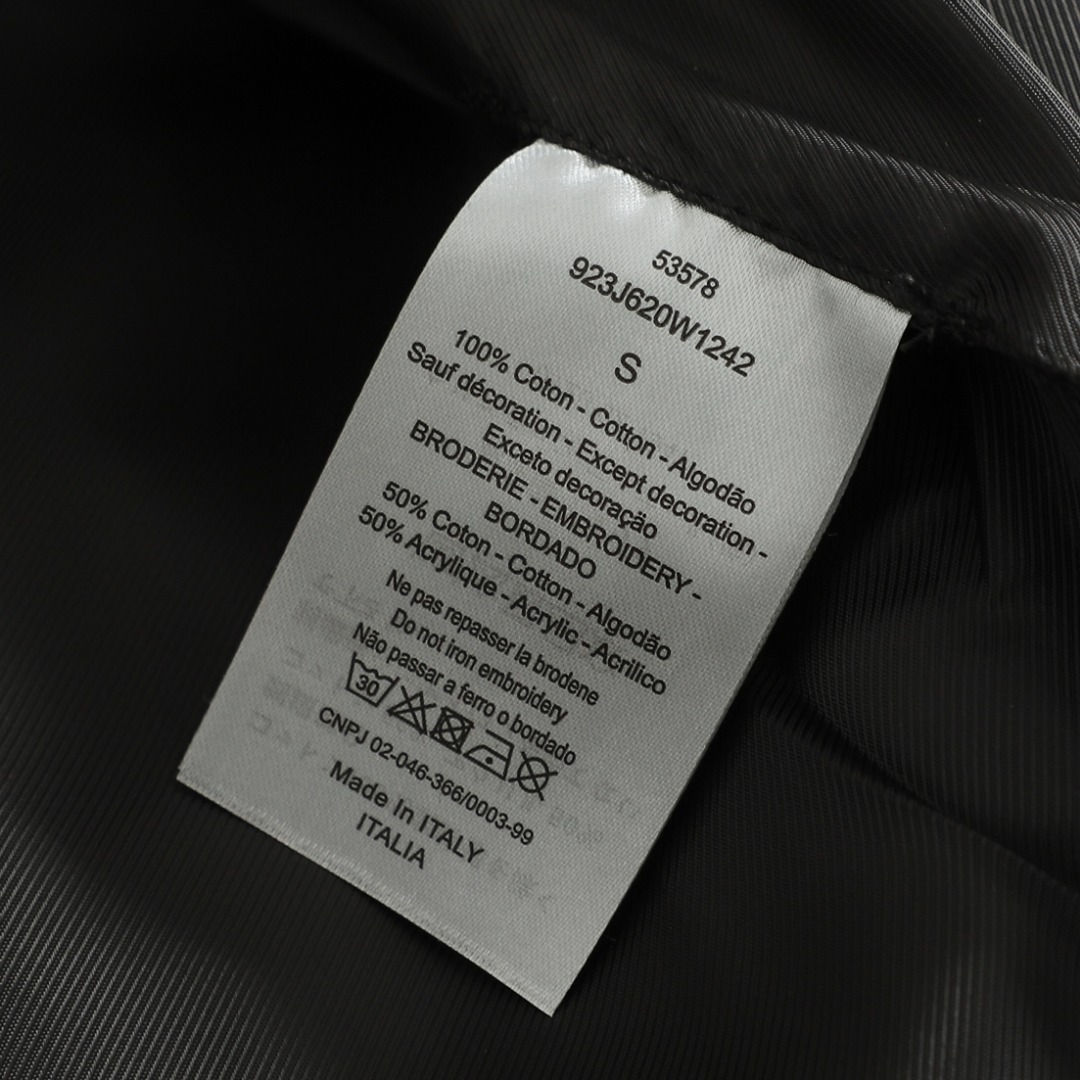 53578
923J620W1242
S
100% Coton - Cotton - Algodão
Sauf décoration - Except decoration -
Exceto decoração
BRODERIE - EMBROIDERY -
BORDADO
50% Coton - Cotton - Algodão
50% Acrylique - Acrylic - Acrilico
Ne pas repasser la brodene
Do not iron embroidery
Não passar a ferro o bordado
30
CNPJ 02-046-366/0003-99
Made In ITALY
ITALIA